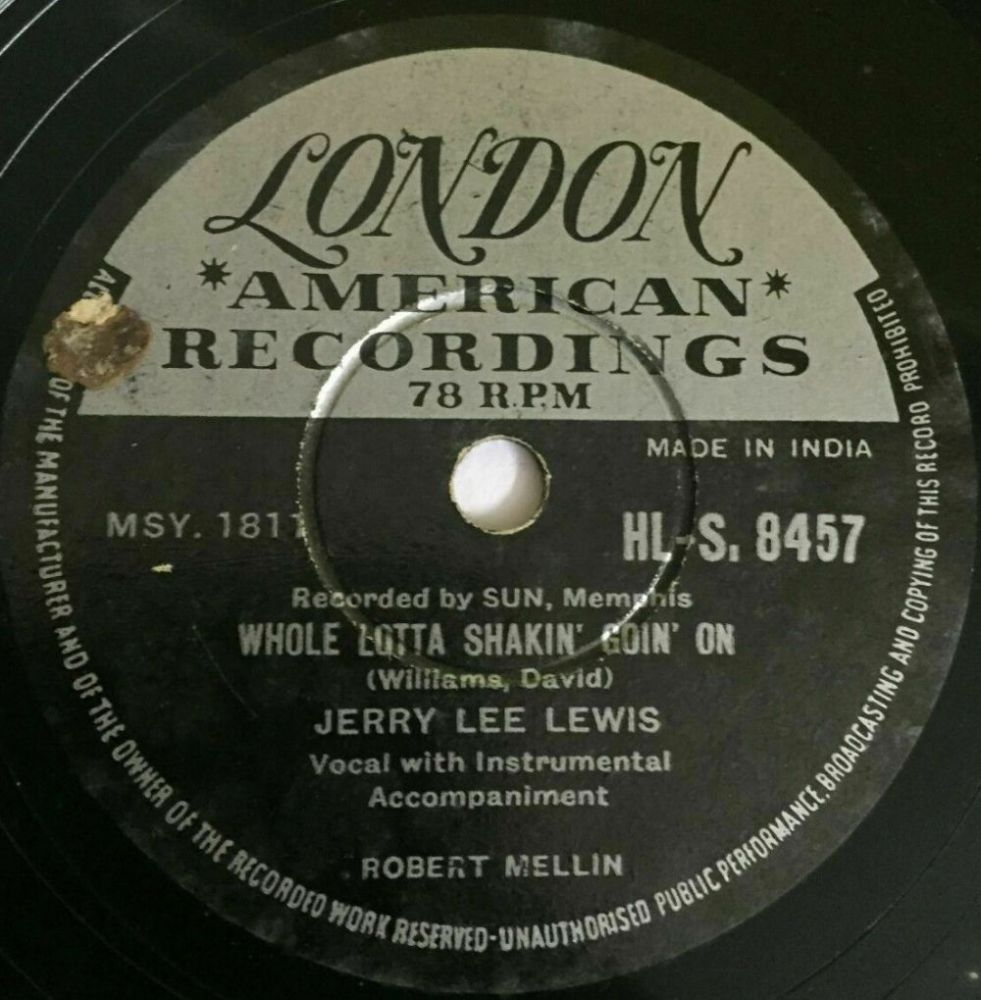 LONDON
*AMERICAN*
RECORDINGS
78 R.P.M
MADE IN INDIA
MSY. 1811
HL-S. 8457
Recorded by SUN, Memphis
WHOLE LOTTA SHAKIN' GOIN' ON
(Williams, David)
JERRY LEE LEWIS
Vocal with Instrumental
Accompaniment
ROBERT MELLIN
OF THE MANUFACTURER AND OF THE OWNER OF THE RECORDED WORK RESERVED-UNAUTHORISED PUBLIC PERFORMANCE, BROADCASTING AND COPYING OF THIS RECORD PROHIBITED